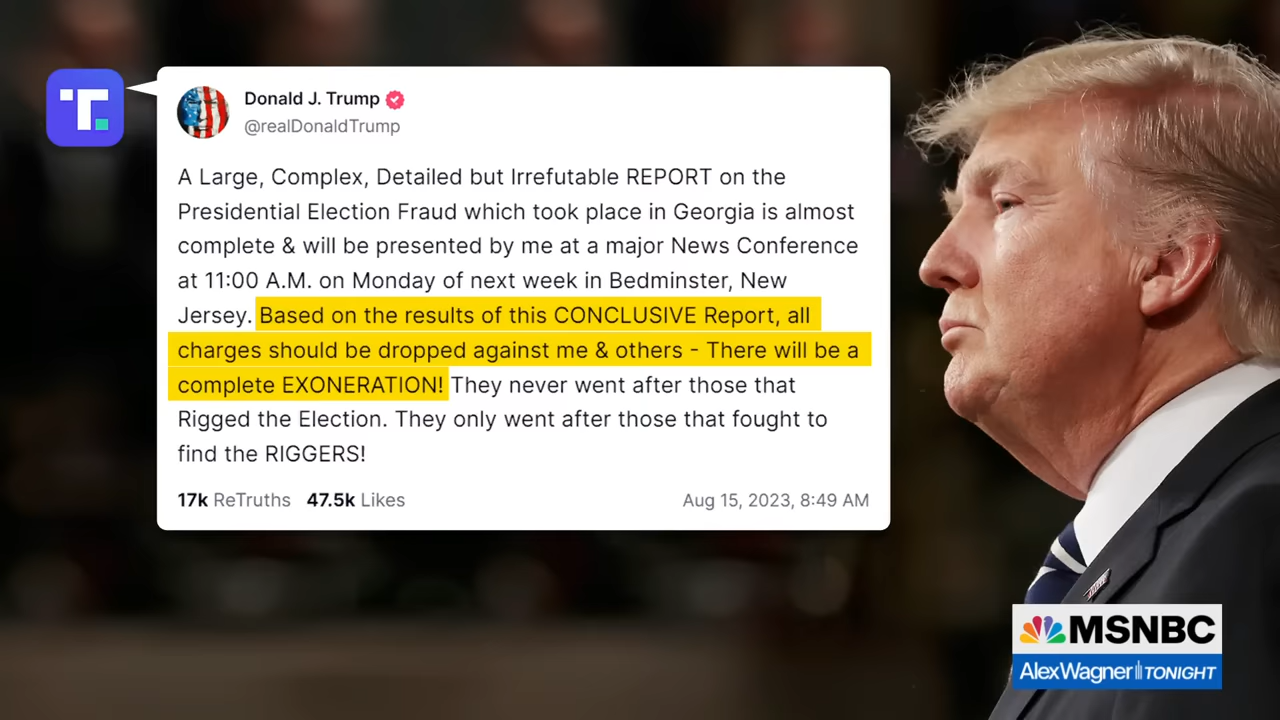 T.
Donald J. Trump
@realDonaldTrump
A Large, Complex, Detailed but Irrefutable REPORT on the
Presidential Election Fraud which took place in Georgia is almost
complete & will be presented by me at a major News Conference
at 11:00 A.M. on Monday of next week in Bedminster, New
Jersey. Based on the results of this CONCLUSIVE Report, all
charges should be dropped against me & others - There will be a
complete EXONERATION! They never went after those that
Rigged the Election. They only went after those that fought to
find the RIGGERS!
17k ReTruths 47.5k Likes
Aug 15, 2023, 8:49 AM
MSNBC
AlexWagner TONIGHT